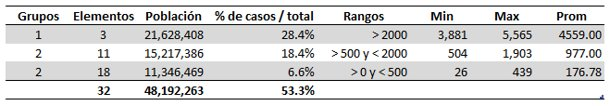 Grupos Elementos Población % de casos / total Rangos Min Max Prom
1 3 21,628,408 28.4% > 2000 3,881 5,565 4559.00
2 11 15,217,386 18.4% > 500 y < 2000 504 1,903 977.00
2 18 11,346,469 6.6% > 0 y < 500 26 439 176.78
32 48,192,263 53.3%